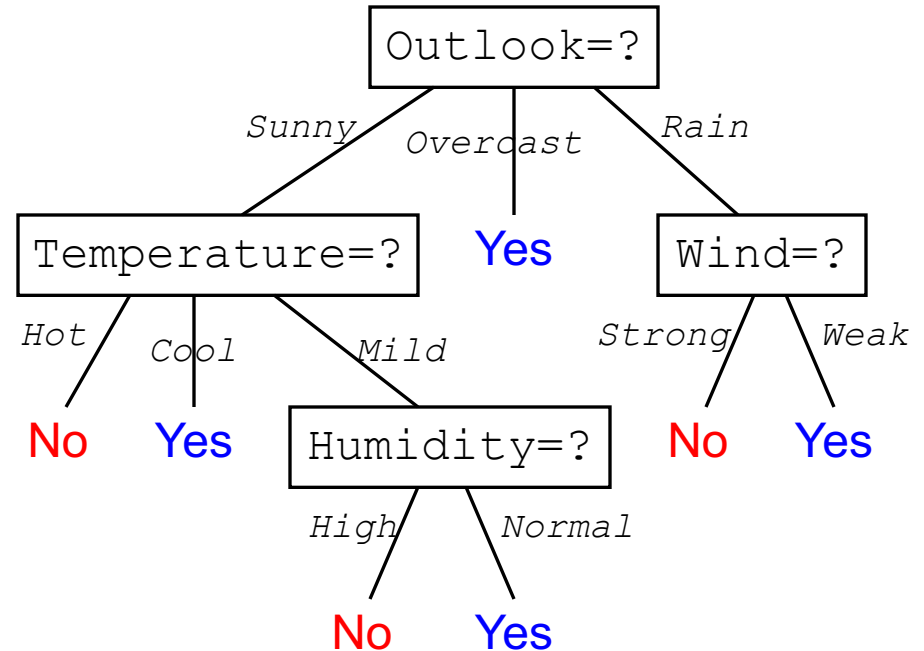 Outlook=?
Sunny Overcast Rain
Temperature=? Yes Wind=?
Hot Cool Mild Strong Weak
No Yes Humidity=? No Yes
High Normal
No Yes